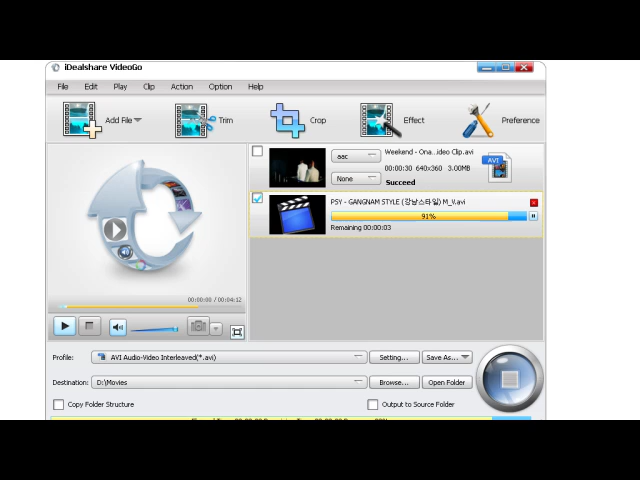 iDealshare VideoGo
File Edit Play Clip Action Option Help
Add File Trim Crop Effect Preference
aac Weekend - Ona...ideo Clip.avi
None 00:00:30 640x360 3.00MB
Succeed
AVI
PSY - GANGNAM STYLE (강남스타일) M_V.avi
91%
Remaining 00:00:03
00:00:00 / 00:04:12
Profile: AVI Audio-Video Interleaved(*.avi) Setting... Save As...
Destination: D:\Movies Browse... Open Folder
Copy Folder Structure Output to Source Folder